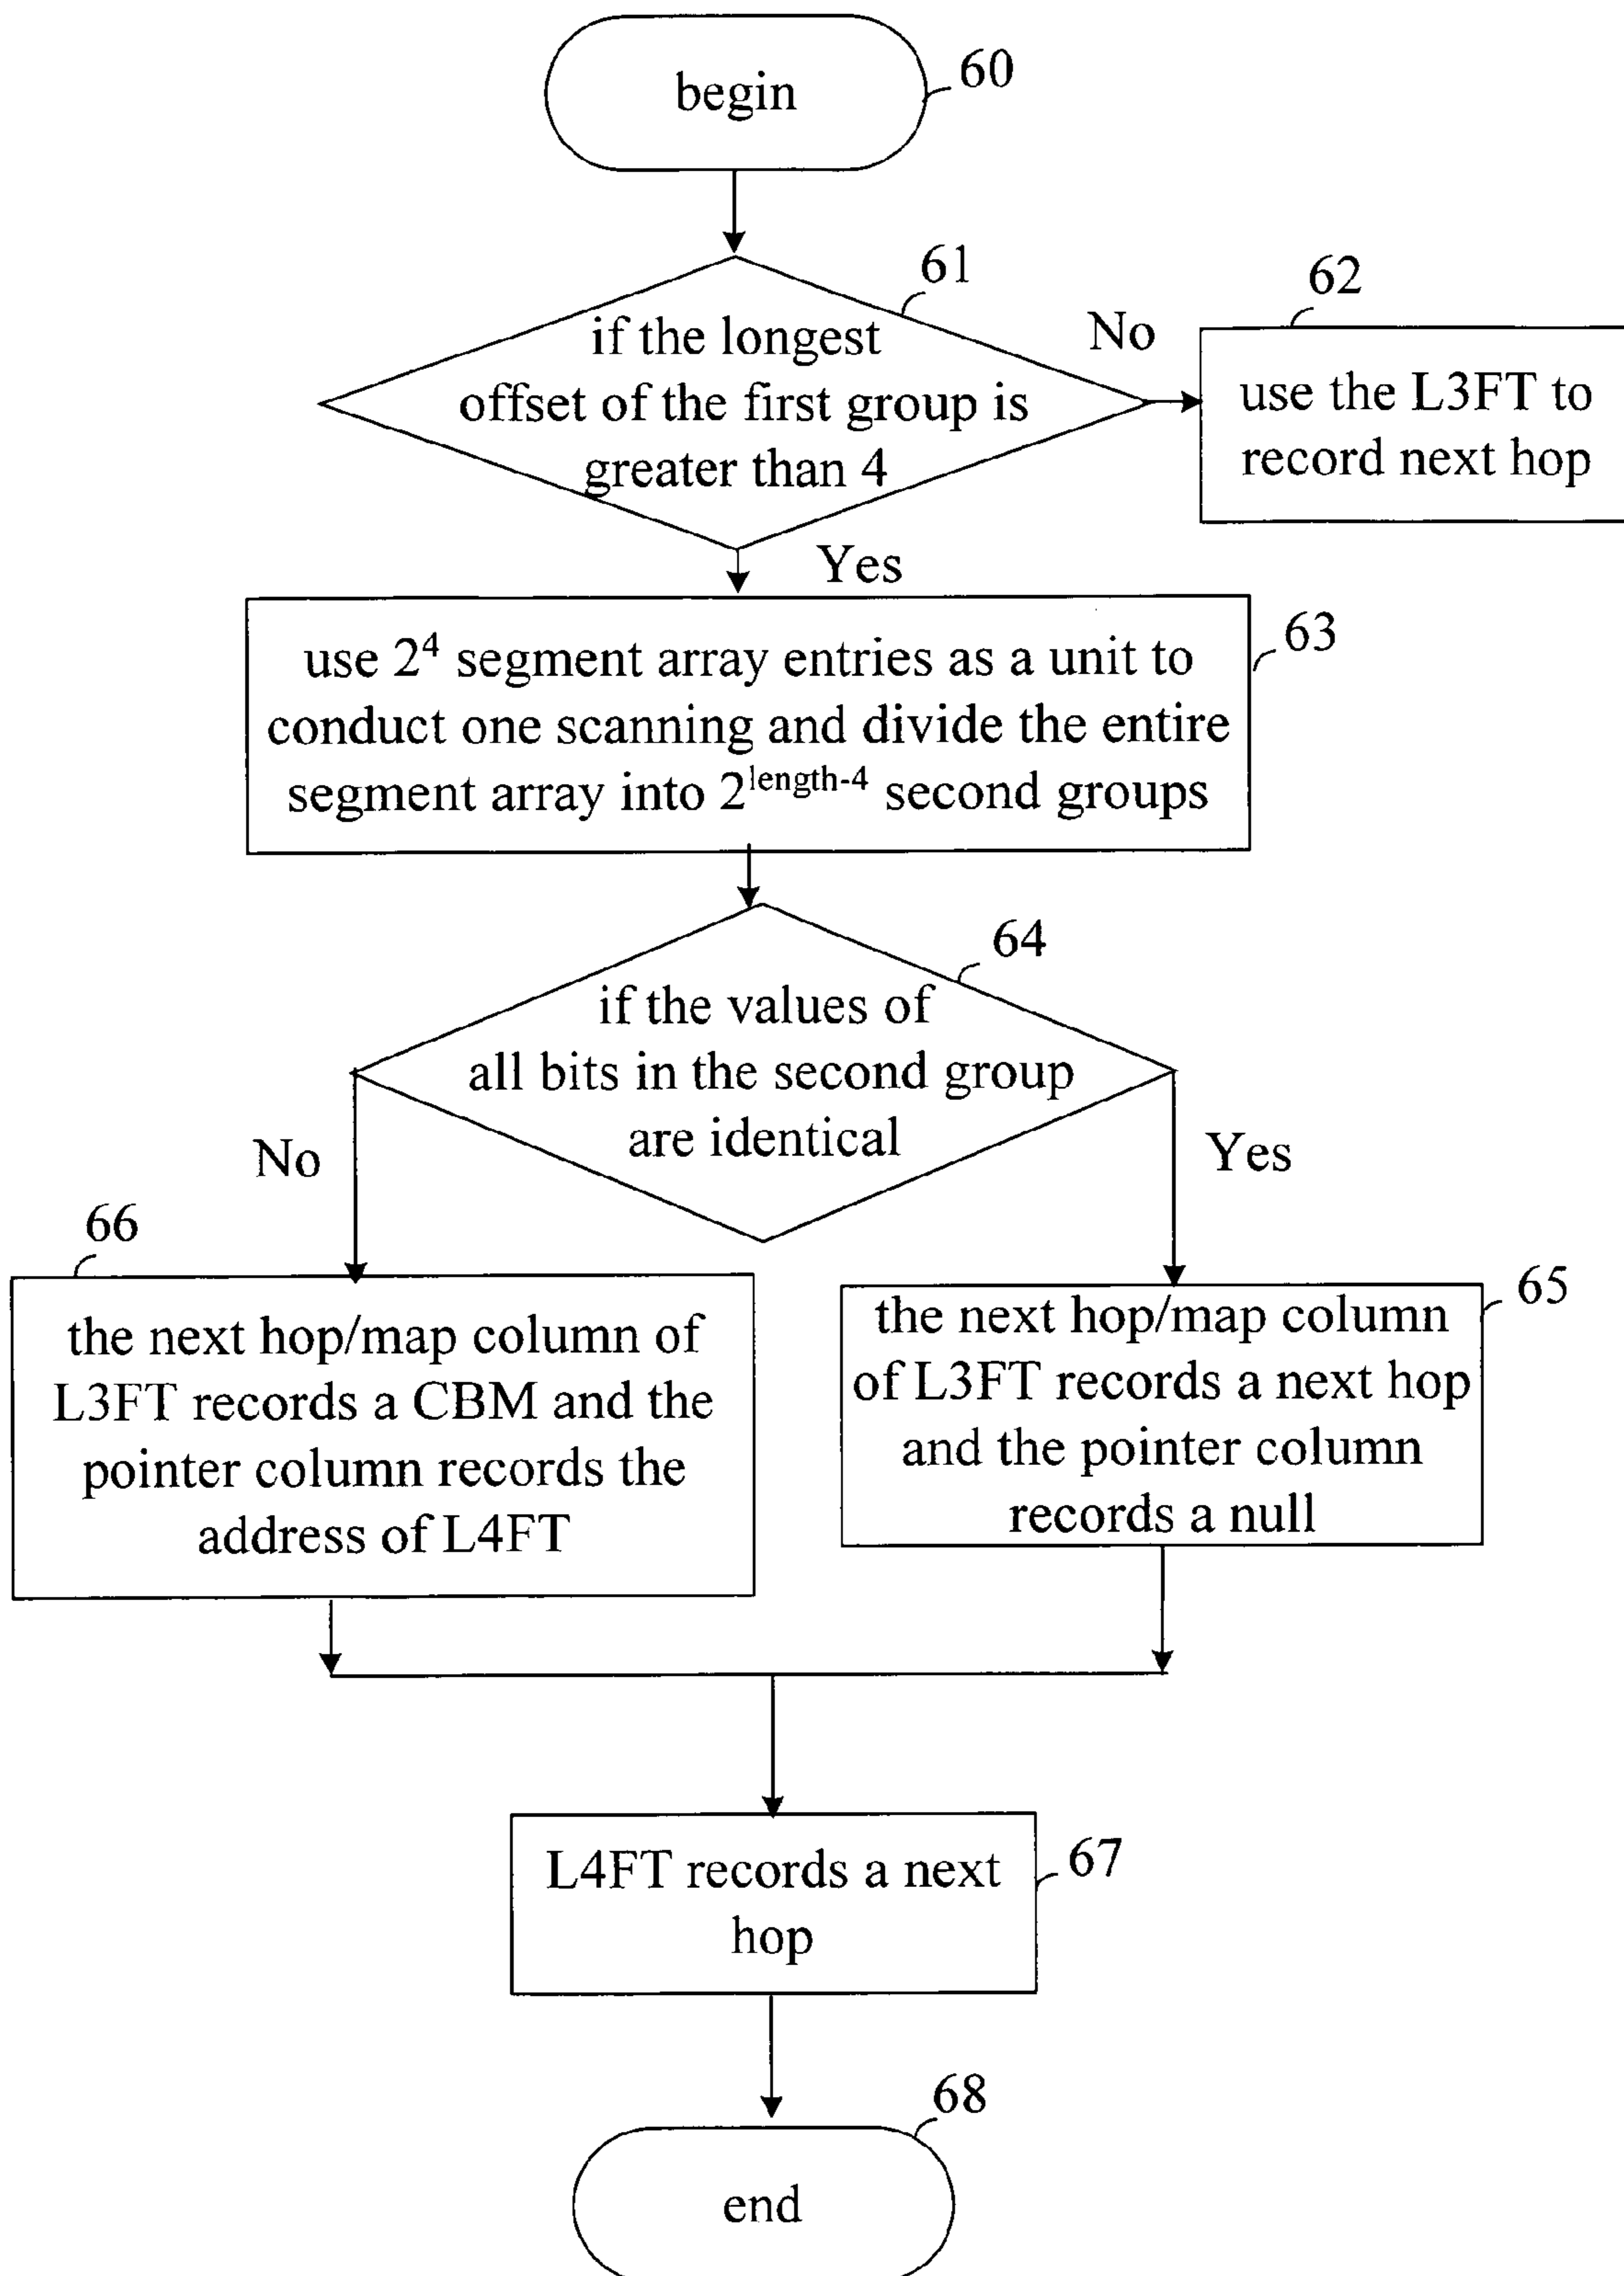 begin
60
61
if the longest
offset of the first group is
greater than 4
No
62
use the L3FT to
record next hop
Yes
63
use 2⁴ segment array entries as a unit to
conduct one scanning and divide the entire
segment array into 2ˡᵉⁿᵍᵗʰ⁻⁴ second groups
64
if the values of
all bits in the second group
are identical
No
Yes
66
the next hop/map column of
L3FT records a CBM and the
pointer column records the
address of L4FT
65
the next hop/map column
of L3FT records a next hop
and the pointer column
records a null
L4FT records a next
hop
67
68
end